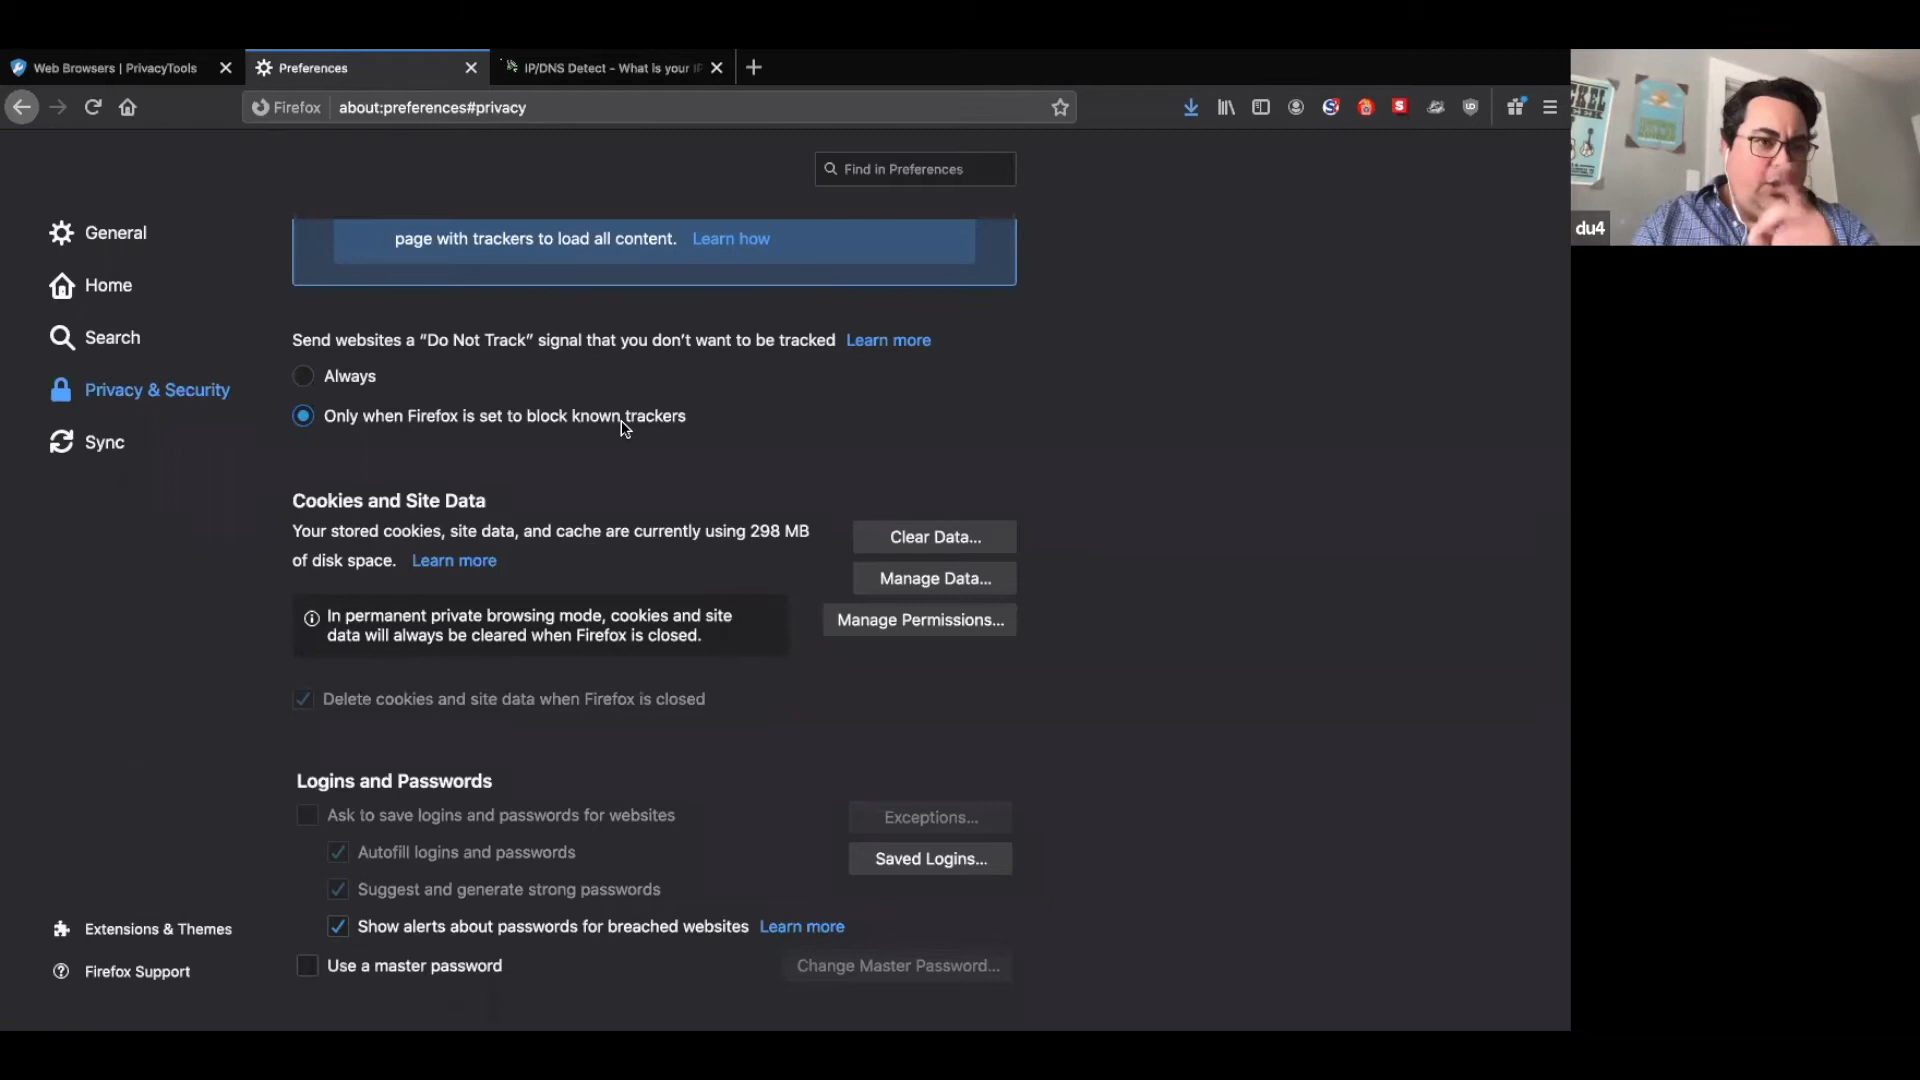 Web Browsers | PrivacyTools
Preferences
IP/DNS Detect - What is your IP
Firefox
about:preferences#privacy
du4
Find in Preferences
General
Home
Search
Privacy & Security
Sync
Extensions & Themes
Firefox Support
page with trackers to load all content. Learn how
Send websites a “Do Not Track” signal that you don’t want to be tracked Learn more
Always
Only when Firefox is set to block known trackers
Cookies and Site Data
Your stored cookies, site data, and cache are currently using 298 MB
of disk space. Learn more
Clear Data...
Manage Data...
Manage Permissions...
In permanent private browsing mode, cookies and site
data will always be cleared when Firefox is closed.
Delete cookies and site data when Firefox is closed
Logins and Passwords
Ask to save logins and passwords for websites
Exceptions...
Autofill logins and passwords
Saved Logins...
Suggest and generate strong passwords
Show alerts about passwords for breached websites Learn more
Use a master password
Change Master Password...